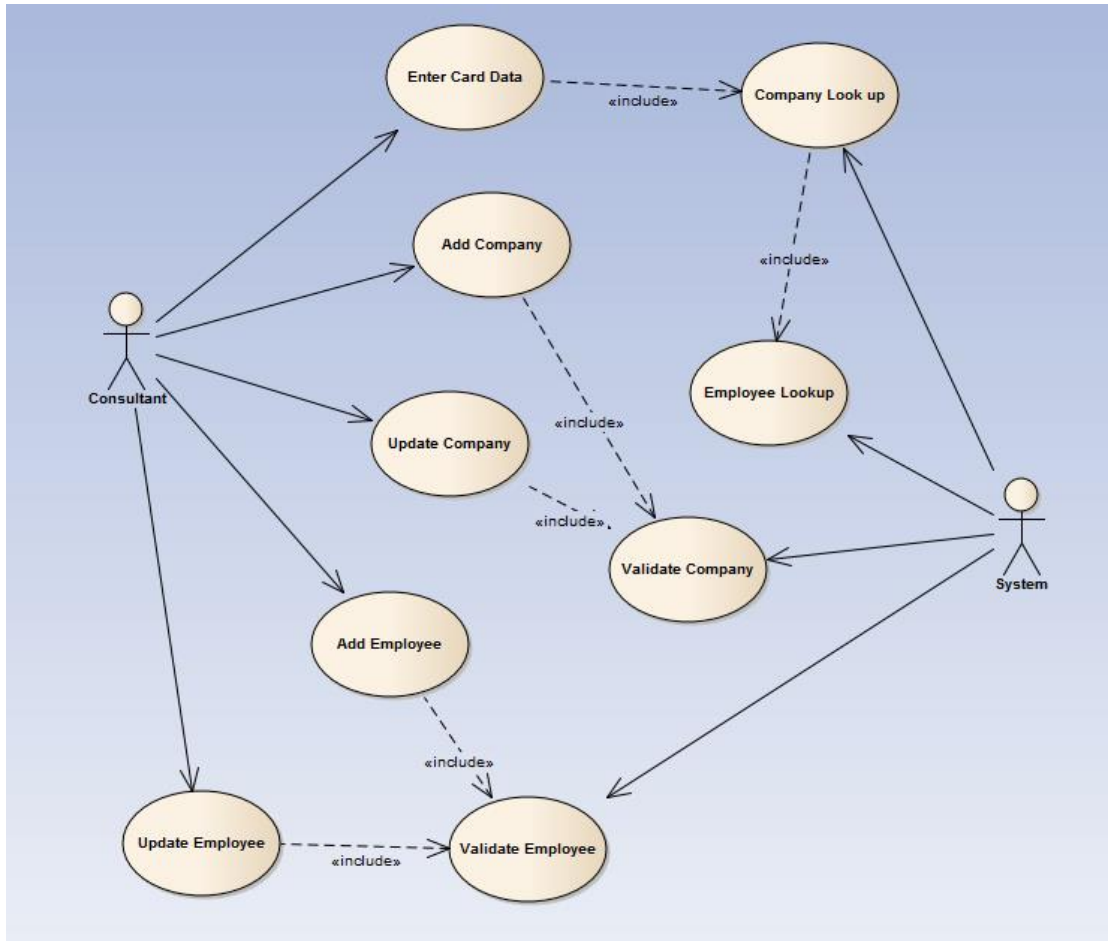 Enter Card Data
«include»
Company Look up
Add Company
«include»
Consultant
Employee Lookup
Update Company
«include»
«include»
Validate Company
System
Add Employee
«include»
Update Employee
«include»
Validate Employee